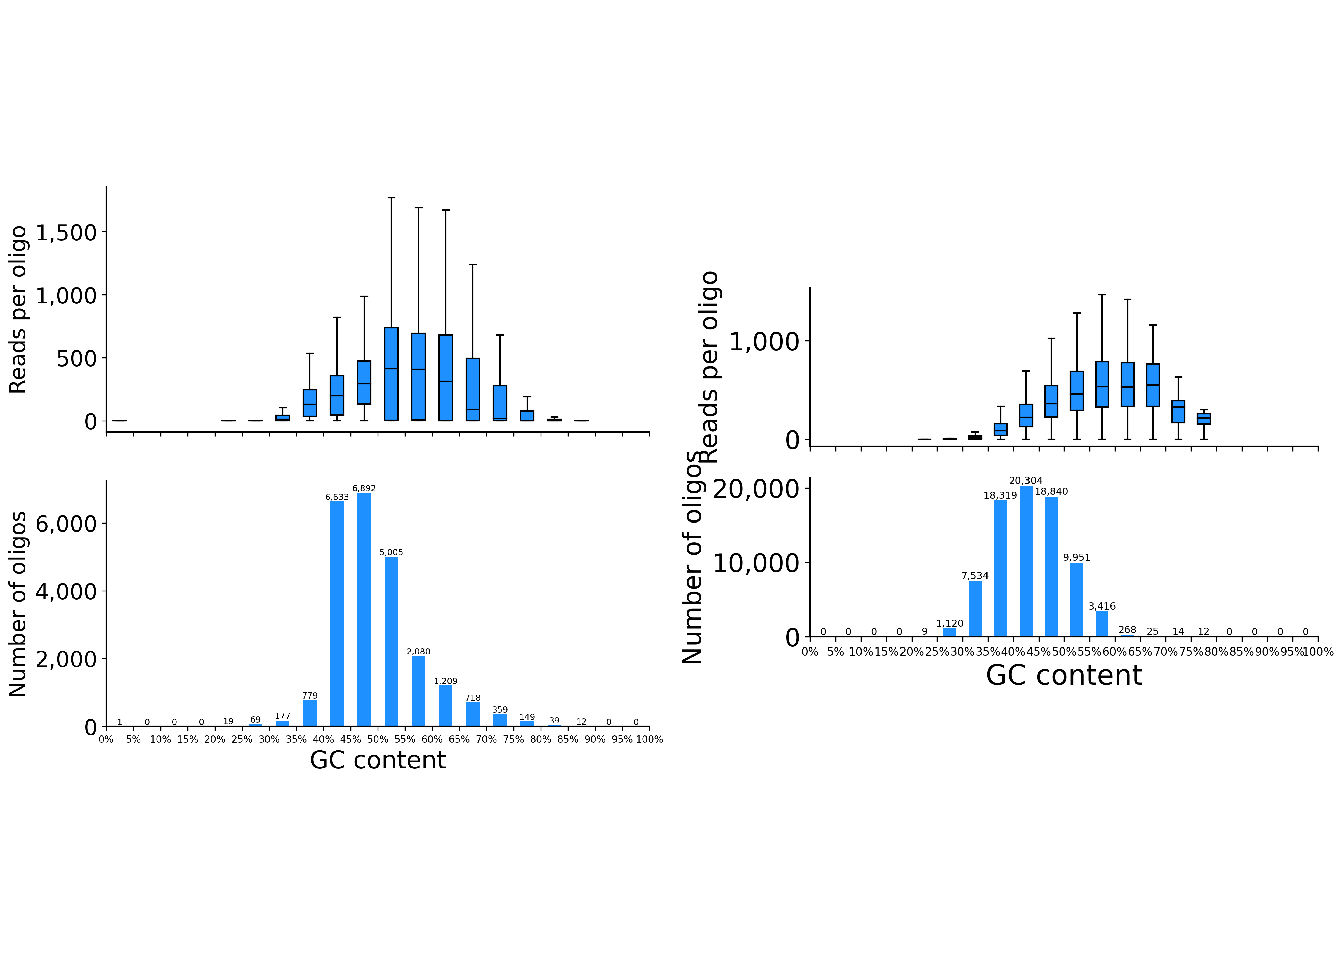 Reads per oligo
1,500
1,000
500
0
Number of oligos
6,000
4,000
2,000
0
1 0 0 0 19 69 177 779 6,633 6,892 5,005 2,080 1,209 718 359 149 39 12 0 0
0% 5% 10% 15% 20% 25% 30% 35% 40% 45% 50% 55% 60% 65% 70% 75% 80% 85% 90% 95% 100%
GC content
Reads per oligo
1,000
0
Number of oligos
20,000
10,000
0
0 0 0 0 9 1,120 7,534 18,319 20,304 18,840 9,951 3,416 268 25 14 12 0 0 0 0
0% 5% 10% 15% 20% 25% 30% 35% 40% 45% 50% 55% 60% 65% 70% 75% 80% 85% 90% 95% 100%
GC content